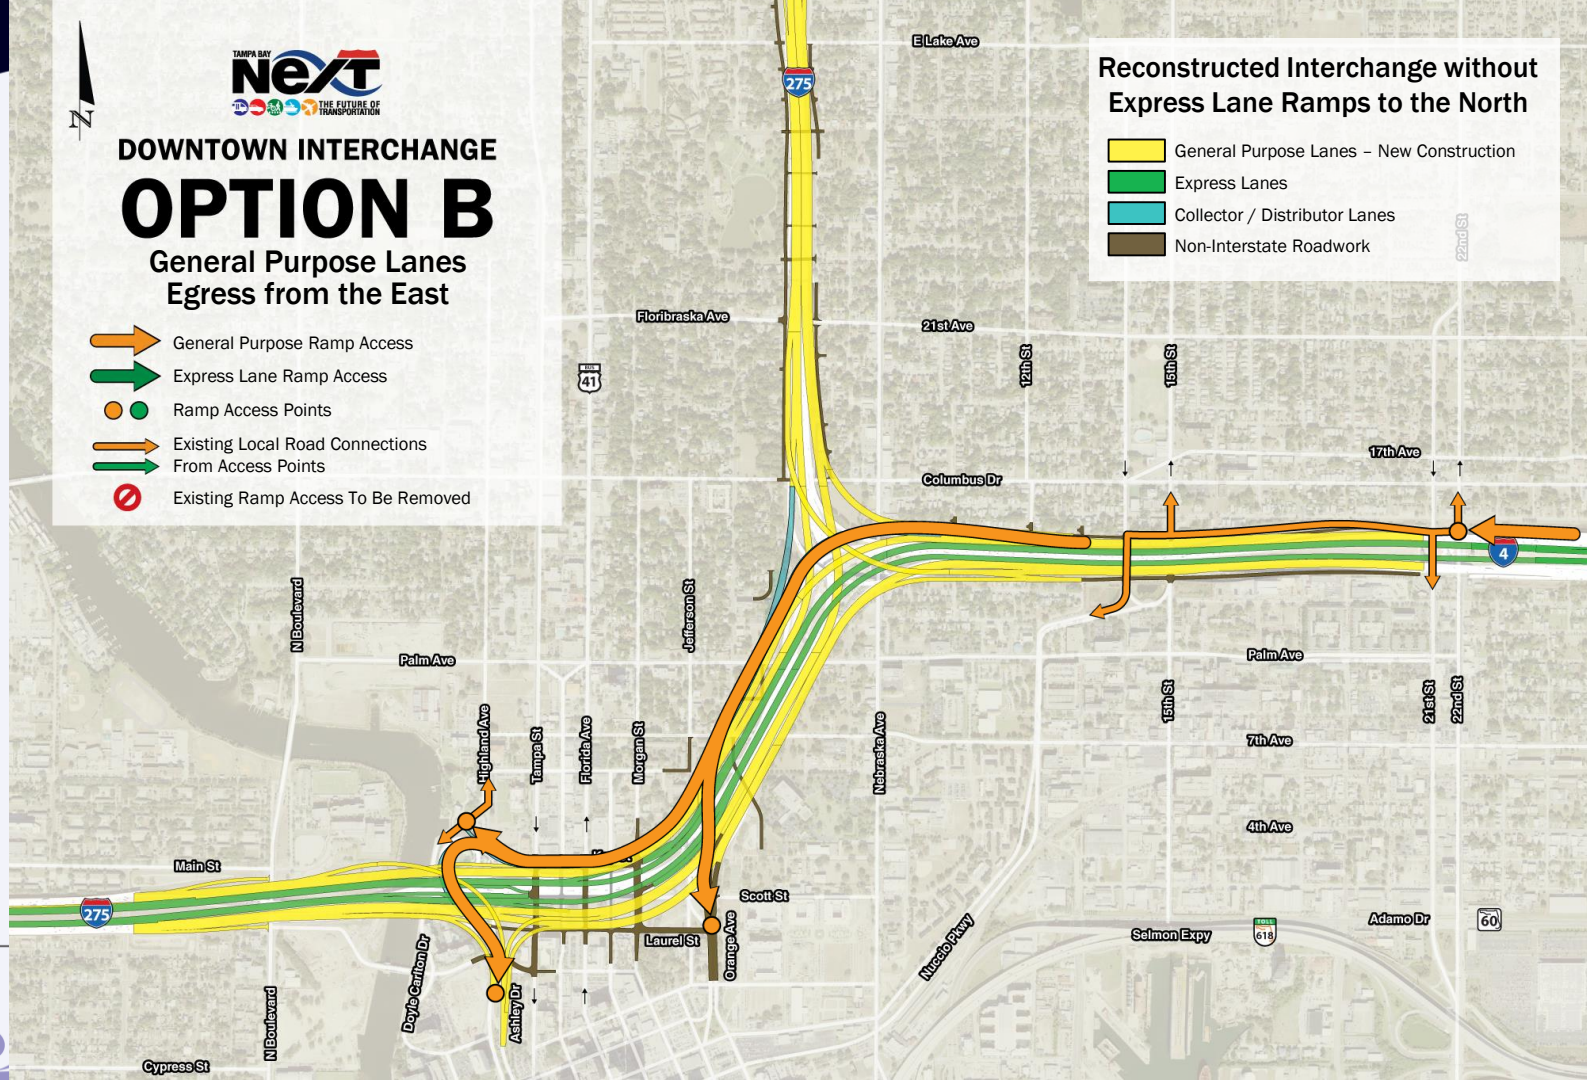 TAMPA BAY
NeXT
THE FUTURE OF
TRANSPORTATION
N
DOWNTOWN INTERCHANGE
OPTION B
General Purpose Lanes
Egress from the East
General Purpose Ramp Access
Express Lane Ramp Access
Ramp Access Points
Existing Local Road Connections
From Access Points
Existing Ramp Access To Be Removed
Reconstructed Interchange without
Express Lane Ramps to the North
General Purpose Lanes – New Construction
Express Lanes
Collector / Distributor Lanes
Non-Interstate Roadwork
E Lake Ave
275
22nd St
Floribraska Ave
21st Ave
BUS
41
12th St
15th St
17th Ave
Columbus Dr
4
N Boulevard
Jefferson St
Palm Ave
Palm Ave
Highland Ave
Tampa St
Florida Ave
Morgan St
Nebraska Ave
15th St
21st St
22nd St
7th Ave
4th Ave
Main St
Scott St
275
Laurel St
Orange Ave
Nuccio Pkwy
Selmon Expy
TOLL
618
Adamo Dr
60
Doyle Carlton Dr
Ashley Dr
N Boulevard
Cypress St